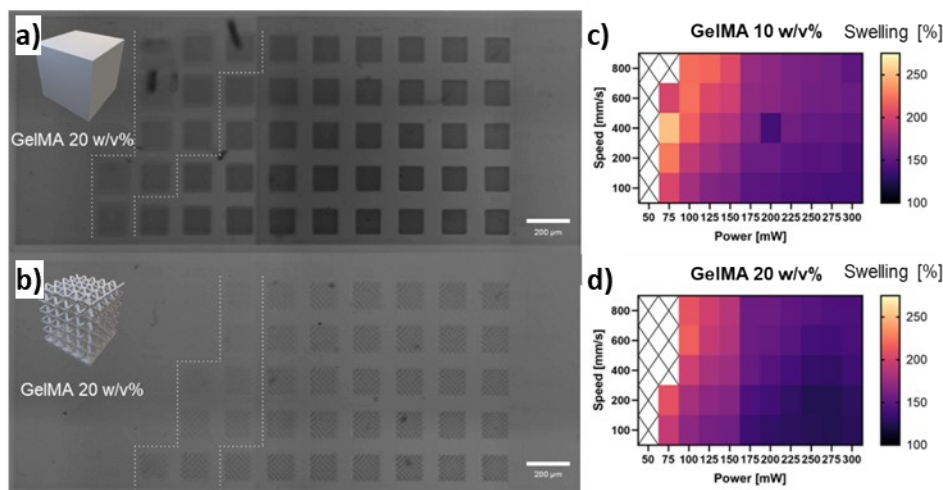 a)
GelMA 20 w/v%
200 µm
b)
GelMA 20 w/v%
200 µm
c)
GelMA 10 w/v%
Swelling [%]
Speed [mm/s]
800
600
400
200
100
50 75 100 125 150 175 200 225 250 275 300
Power [mW]
250
200
150
100
d)
GelMA 20 w/v%
Swelling [%]
Speed [mm/s]
800
600
400
200
100
50 75 100 125 150 175 200 225 250 275 300
Power [mW]
250
200
150
100